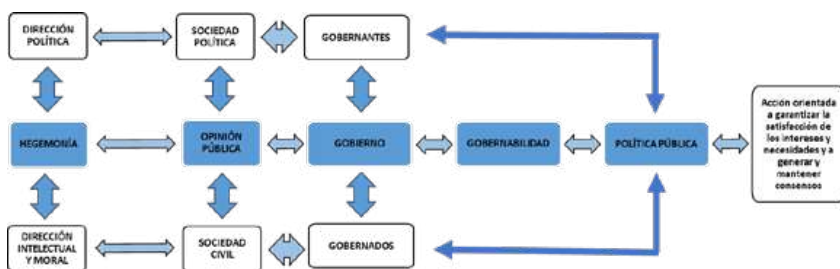 DIRECCIÓN
POLÍTICA
SOCIEDAD
POLÍTICA
GOBERNANTES
HEGEMONÍA
OPINIÓN
PÚBLICA
GOBIERNO
GOBERNABILIDAD
POLÍTICA PÚBLICA
Acción orientada
a garantizar la
satisfacción de
los intereses y
necesidades y a
generar y
mantener
consensos
DIRECCIÓN
INTELECTUAL
Y MORAL
SOCIEDAD
CIVIL
GOBERNADOS